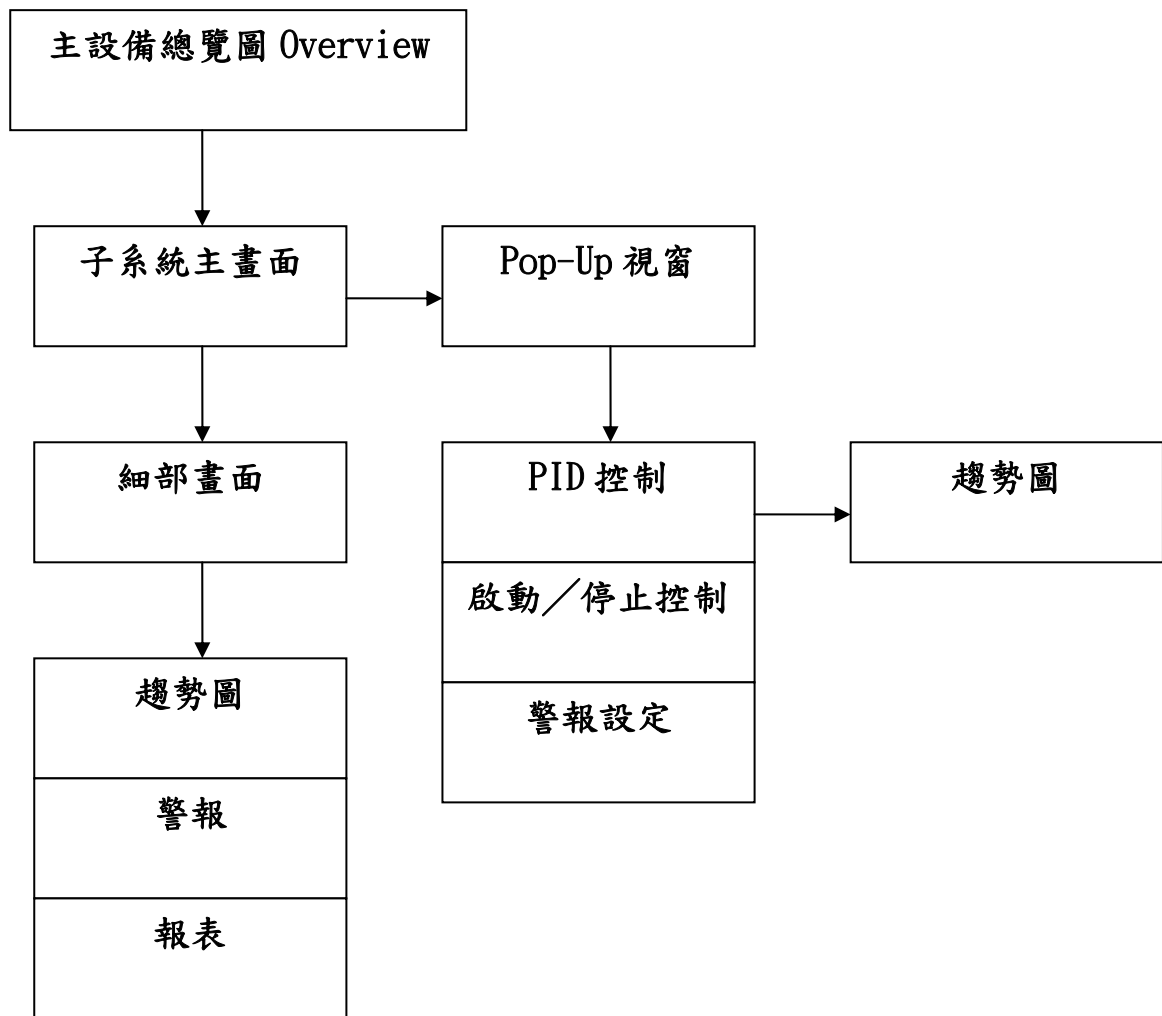 主設備總覽圖 Overview
子系統主畫面
Pop-Up 視窗
細部畫面
PID 控制
趨勢圖
啟動／停止控制
趨勢圖
警報設定
警報
報表